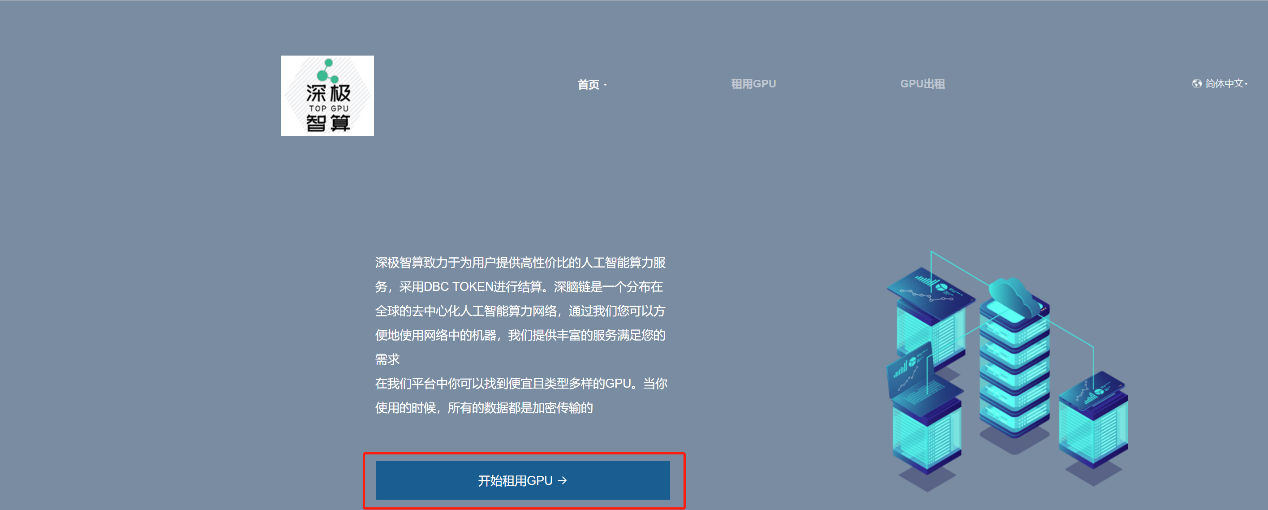 深极
TOP GPU
智算
首页
租用GPU
GPU出租
简体中文
深极智算致力于为用户提供高性价比的人工智能算力服
务，采用DBC TOKEN进行结算。深脑链是一个分布在
全球的去中心化人工智能算力网络，通过我们您可以方
便地使用网络中的机器，我们提供丰富的服务满足您的
需求
在我们平台中你可以找到便宜且类型多样的GPU。当你
使用的时候，所有的数据都是加密传输的
开始租用GPU →